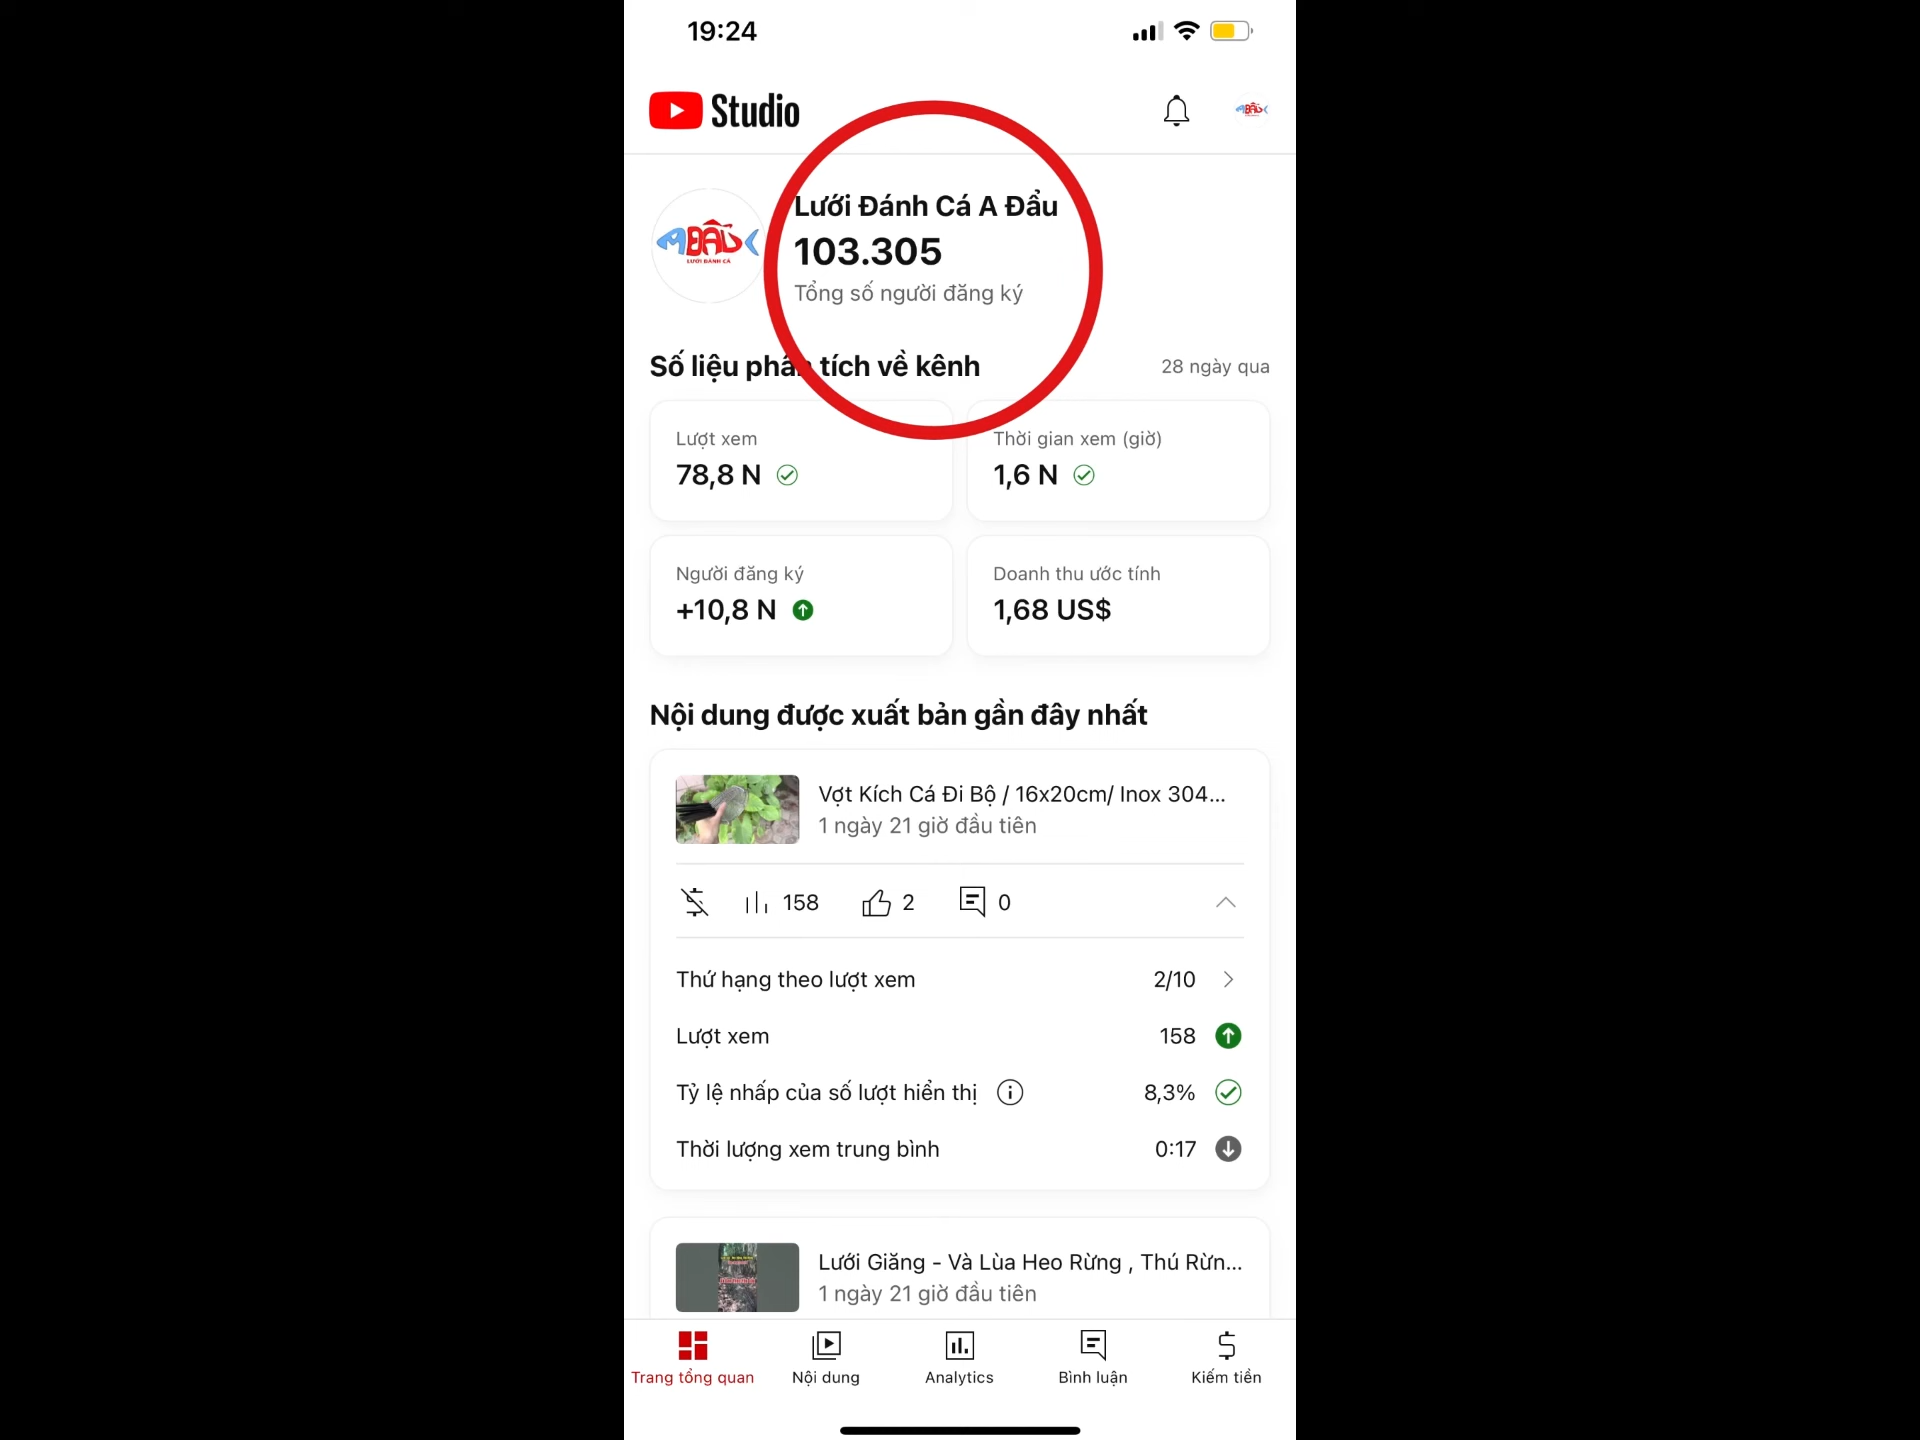 19:24
Studio
ĐẨU
ĐẨU
LƯỚI ĐÁNH CÁ
Lưới Đánh Cá A Đẩu
103.305
Tổng số người đăng ký
Số liệu phân tích về kênh
28 ngày qua
Lượt xem
78,8 N
Thời gian xem (giờ)
1,6 N
Người đăng ký
+10,8 N
Doanh thu ước tính
1,68 US$
Nội dung được xuất bản gần đây nhất
Vợt Kích Cá Đi Bộ / 16x20cm/ Inox 304...
1 ngày 21 giờ đầu tiên
158
2
0
Thứ hạng theo lượt xem
2/10
Lượt xem
158
Tỷ lệ nhấp của số lượt hiển thị
8,3%
Thời lượng xem trung bình
0:17
Lưới Giăng - Và Lùa Heo Rừng , Thú Rừn...
1 ngày 21 giờ đầu tiên
Trang tổng quan
Nội dung
Analytics
Bình luận
Kiếm tiền